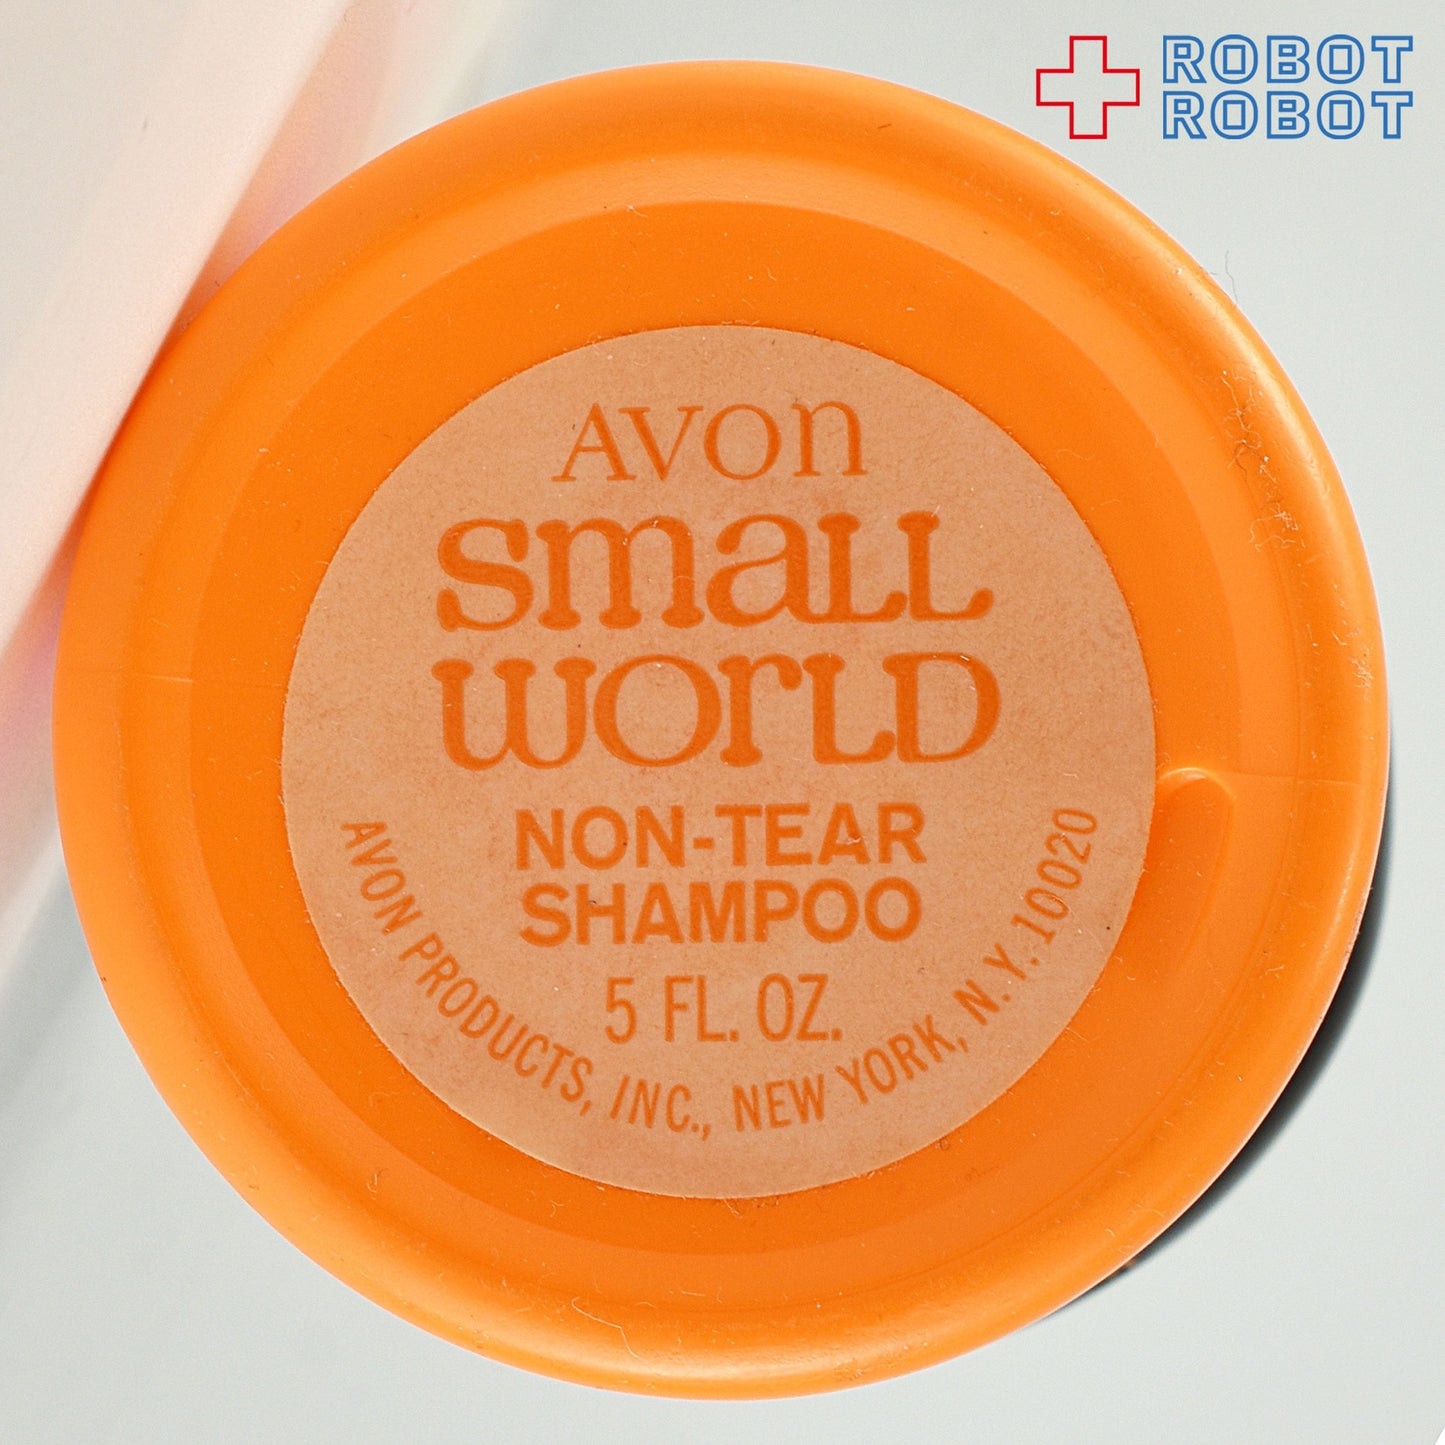 ROBOT
ROBOT
AVON
SMALL
WORLD
NON-TEAR
SHAMPOO
5 FL. OZ.
AVON PRODUCTS, INC., NEW YORK, N.Y. 10020